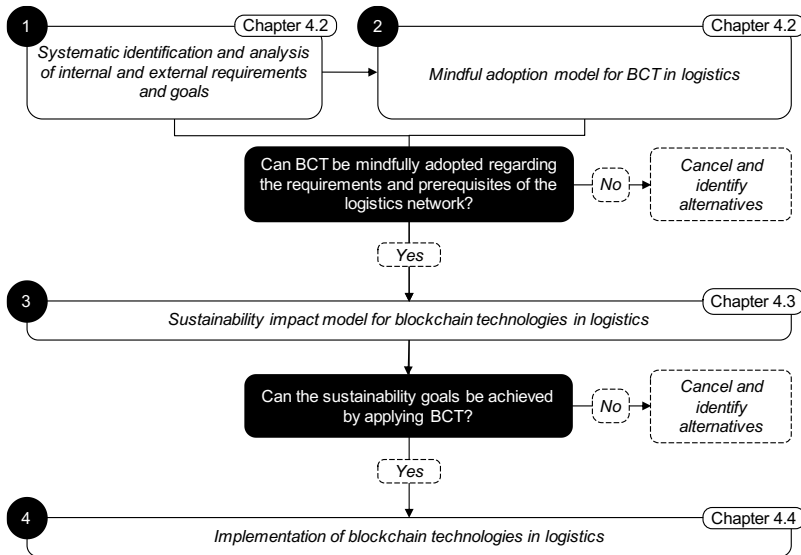 1
Chapter 4.2
Systematic identification and analysis
of internal and external requirements
and goals
2
Chapter 4.2
Mindful adoption model for BCT in logistics
Can BCT be mindfully adopted regarding
the requirements and prerequisites of the
logistics network?
No
Cancel and
identify
alternatives
Yes
3
Chapter 4.3
Sustainability impact model for blockchain technologies in logistics
Can the sustainability goals be achieved
by applying BCT?
No
Cancel and
identify
alternatives
Yes
4
Chapter 4.4
Implementation of blockchain technologies in logistics